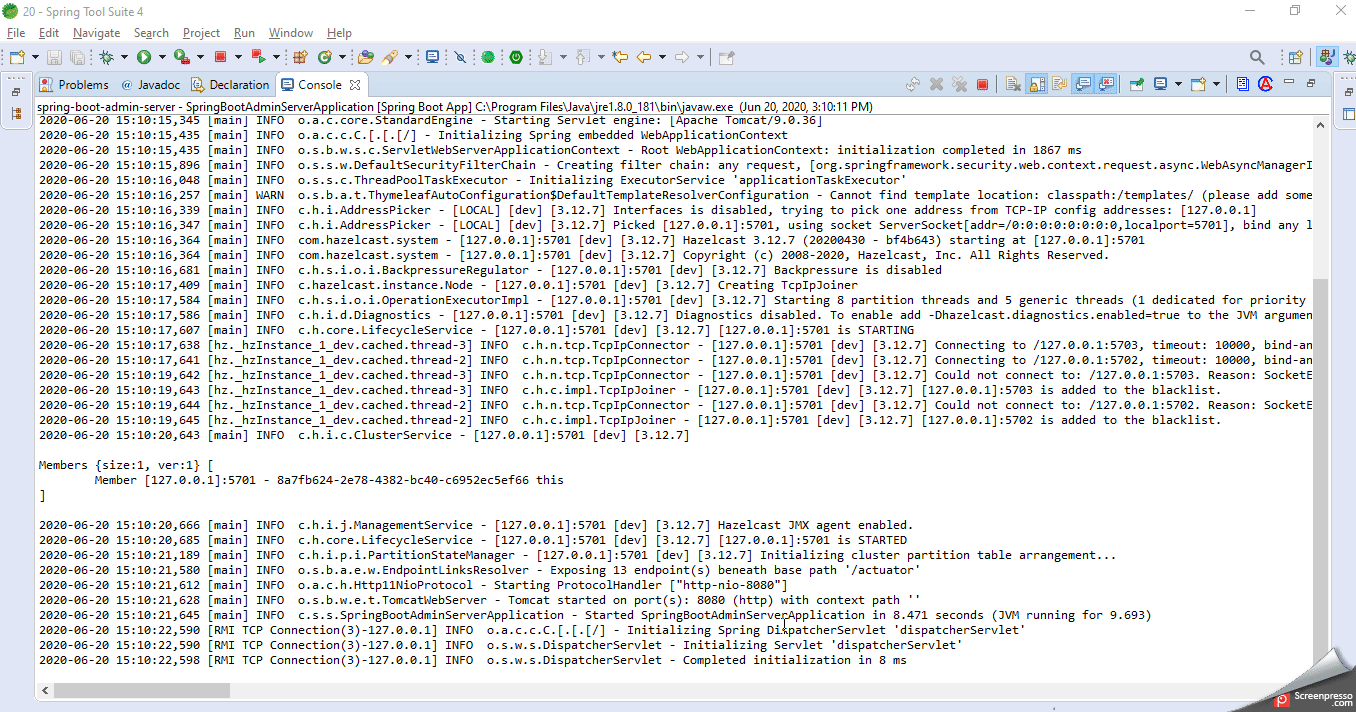 20 - Spring Tool Suite 4
File Edit Navigate Search Project Run Window Help
Problems @ Javadoc Declaration Console
spring-boot-admin-server - SpringBootAdminServerApplication [Spring Boot App] C:\Program Files\Java\jre1.8.0_181\bin\javaw.exe (Jun 20, 2020, 3:10:11 PM)
2020-06-20 15:10:15,345 [main] INFO  o.a.c.core.StandardEngine - Starting Servlet engine: [Apache Tomcat/9.0.36]
2020-06-20 15:10:15,435 [main] INFO  o.a.c.c.C.[.[.[/] - Initializing Spring embedded WebApplicationContext
2020-06-20 15:10:15,435 [main] INFO  o.s.b.w.s.c.ServletWebServerApplicationContext - Root WebApplicationContext: initialization completed in 1867 ms
2020-06-20 15:10:15,896 [main] INFO  o.s.s.w.DefaultSecurityFilterChain - Creating filter chain: any request, [org.springframework.security.web.context.request.async.WebAsyncManagerI
2020-06-20 15:10:16,048 [main] INFO  o.s.s.c.ThreadPoolTaskExecutor - Initializing ExecutorService 'applicationTaskExecutor'
2020-06-20 15:10:16,257 [main] WARN  o.s.b.a.t.ThymeleafAutoConfiguration$DefaultTemplateResolverConfiguration - Cannot find template location: classpath:/templates/ (please add some
2020-06-20 15:10:16,339 [main] INFO  c.h.i.AddressPicker - [LOCAL] [dev] [3.12.7] Interfaces is disabled, trying to pick one address from TCP-IP config addresses: [127.0.0.1]
2020-06-20 15:10:16,347 [main] INFO  c.h.i.AddressPicker - [LOCAL] [dev] [3.12.7] Picked [127.0.0.1]:5701, using socket ServerSocket[addr=/0:0:0:0:0:0:0:0,localport=5701], bind any l
2020-06-20 15:10:16,364 [main] INFO  com.hazelcast.system - [127.0.0.1]:5701 [dev] [3.12.7] Hazelcast 3.12.7 (20200430 - bf4b643) starting at [127.0.0.1]:5701
2020-06-20 15:10:16,364 [main] INFO  com.hazelcast.system - [127.0.0.1]:5701 [dev] [3.12.7] Copyright (c) 2008-2020, Hazelcast, Inc. All Rights Reserved.
2020-06-20 15:10:16,681 [main] INFO  c.h.s.i.o.i.BackpressureRegulator - [127.0.0.1]:5701 [dev] [3.12.7] Backpressure is disabled
2020-06-20 15:10:17,409 [main] INFO  c.hazelcast.instance.Node - [127.0.0.1]:5701 [dev] [3.12.7] Creating TcpIpJoiner
2020-06-20 15:10:17,584 [main] INFO  c.h.s.i.o.i.OperationExecutorImpl - [127.0.0.1]:5701 [dev] [3.12.7] Starting 8 partition threads and 5 generic threads (1 dedicated for priority
2020-06-20 15:10:17,586 [main] INFO  c.h.i.d.Diagnostics - [127.0.0.1]:5701 [dev] [3.12.7] Diagnostics disabled. To enable add -Dhazelcast.diagnostics.enabled=true to the JVM argumen
2020-06-20 15:10:17,607 [main] INFO  c.h.core.LifecycleService - [127.0.0.1]:5701 [dev] [3.12.7] [127.0.0.1]:5701 is STARTING
2020-06-20 15:10:17,638 [hz._hzInstance_1_dev.cached.thread-3] INFO  c.h.n.tcp.TcpIpConnector - [127.0.0.1]:5701 [dev] [3.12.7] Connecting to /127.0.0.1:5703, timeout: 10000, bind-an
2020-06-20 15:10:17,641 [hz._hzInstance_1_dev.cached.thread-2] INFO  c.h.n.tcp.TcpIpConnector - [127.0.0.1]:5701 [dev] [3.12.7] Connecting to /127.0.0.1:5702, timeout: 10000, bind-an
2020-06-20 15:10:19,642 [hz._hzInstance_1_dev.cached.thread-3] INFO  c.h.n.tcp.TcpIpConnector - [127.0.0.1]:5701 [dev] [3.12.7] Could not connect to: /127.0.0.1:5703. Reason: SocketE
2020-06-20 15:10:19,643 [hz._hzInstance_1_dev.cached.thread-3] INFO  c.h.c.impl.TcpIpJoiner - [127.0.0.1]:5701 [dev] [3.12.7] [127.0.0.1]:5703 is added to the blacklist.
2020-06-20 15:10:19,644 [hz._hzInstance_1_dev.cached.thread-2] INFO  c.h.n.tcp.TcpIpConnector - [127.0.0.1]:5701 [dev] [3.12.7] Could not connect to: /127.0.0.1:5702. Reason: SocketE
2020-06-20 15:10:19,645 [hz._hzInstance_1_dev.cached.thread-2] INFO  c.h.c.impl.TcpIpJoiner - [127.0.0.1]:5701 [dev] [3.12.7] [127.0.0.1]:5702 is added to the blacklist.
2020-06-20 15:10:20,643 [main] INFO  c.h.i.c.ClusterService - [127.0.0.1]:5701 [dev] [3.12.7]
Members {size:1, ver:1} [
Member [127.0.0.1]:5701 - 8a7fb624-2e78-4382-bc40-c6952ec5ef66 this
]
2020-06-20 15:10:20,666 [main] INFO  c.h.i.j.ManagementService - [127.0.0.1]:5701 [dev] [3.12.7] Hazelcast JMX agent enabled.
2020-06-20 15:10:20,685 [main] INFO  c.h.core.LifecycleService - [127.0.0.1]:5701 [dev] [3.12.7] [127.0.0.1]:5701 is STARTED
2020-06-20 15:10:21,189 [main] INFO  c.h.i.p.i.PartitionStateManager - [127.0.0.1]:5701 [dev] [3.12.7] Initializing cluster partition table arrangement...
2020-06-20 15:10:21,580 [main] INFO  o.s.b.a.e.w.EndpointLinksResolver - Exposing 13 endpoint(s) beneath base path '/actuator'
2020-06-20 15:10:21,612 [main] INFO  o.a.c.h.Http11NioProtocol - Starting ProtocolHandler ["http-nio-8080"]
2020-06-20 15:10:21,628 [main] INFO  o.s.b.w.e.t.TomcatWebServer - Tomcat started on port(s): 8080 (http) with context path ''
2020-06-20 15:10:21,645 [main] INFO  c.s.s.SpringBootAdminServerApplication - Started SpringBootAdminServerApplication in 8.471 seconds (JVM running for 9.693)
2020-06-20 15:10:22,590 [RMI TCP Connection(3)-127.0.0.1] INFO  o.a.c.c.C.[.[.[/] - Initializing Spring DispatcherServlet 'dispatcherServlet'
2020-06-20 15:10:22,590 [RMI TCP Connection(3)-127.0.0.1] INFO  o.s.w.s.DispatcherServlet - Initializing Servlet 'dispatcherServlet'
2020-06-20 15:10:22,598 [RMI TCP Connection(3)-127.0.0.1] INFO  o.s.w.s.DispatcherServlet - Completed initialization in 8 ms
Screenpresso
.com